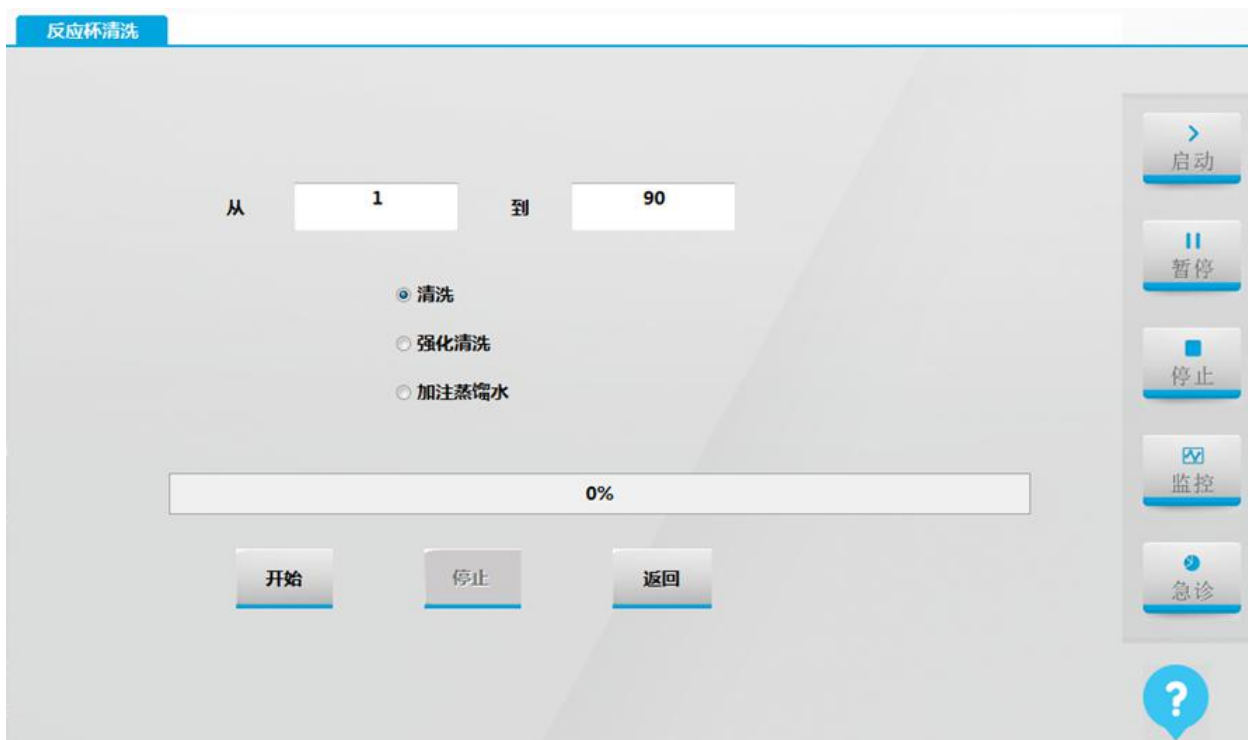 反应杯清洗
从 1 到 90
清洗
强化清洗
加注蒸馏水
0%
开始 停止 返回
启动
暂停
停止
监控
急诊
?